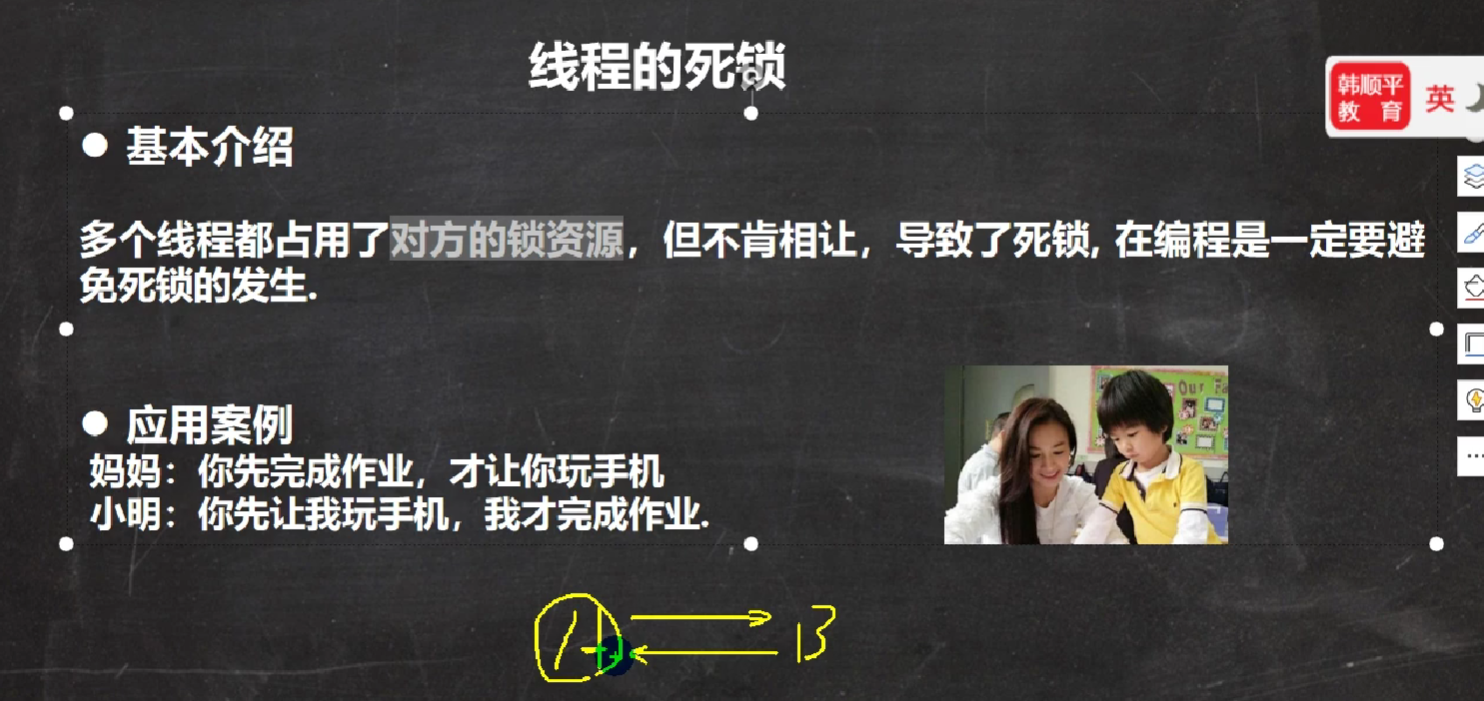 线程的死锁
韩顺平
教 育
英
● 基本介绍
多个线程都占用了对方的锁资源，但不肯相让，导致了死锁, 在编程是一定要避
免死锁的发生.
● 应用案例
妈妈：你先完成作业，才让你玩手机
小明：你先让我玩手机，我才完成作业.
Our Fa
A B